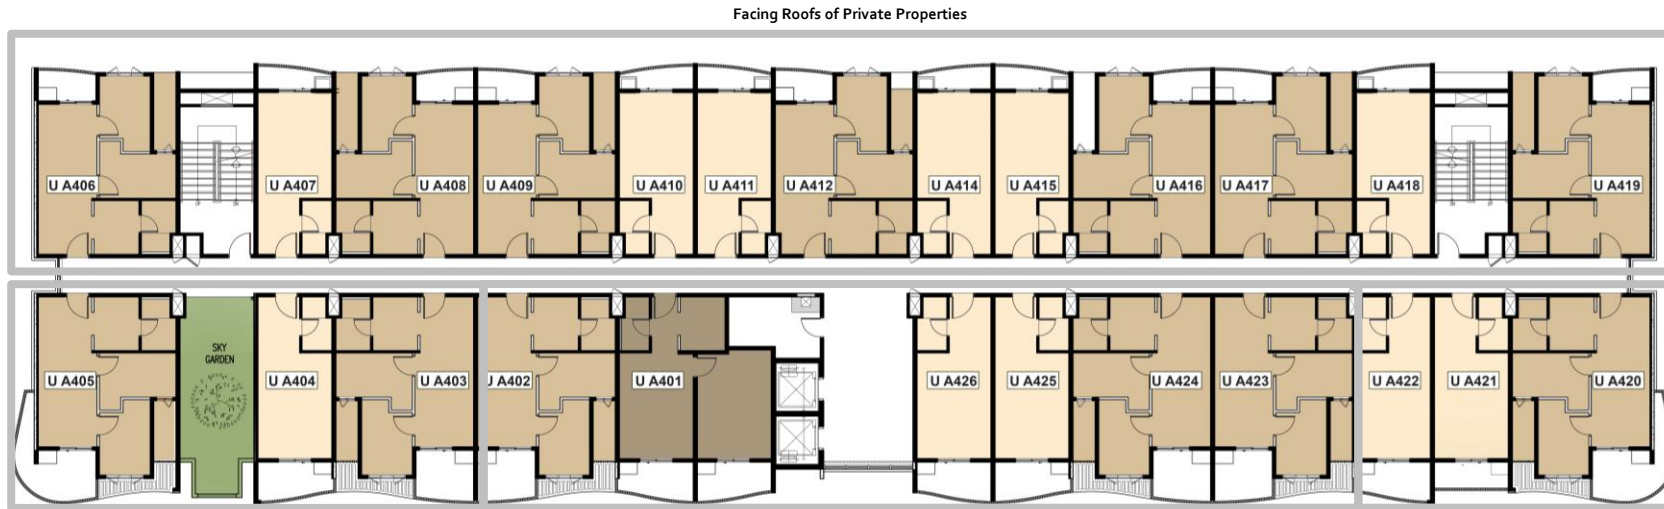 Facing Roofs of Private Properties
U A406
U A407
U A408
U A409
U A410
U A411
U A412
U A414
U A415
U A416
U A417
U A418
U A419
U A405
SKY
GARDEN
U A404
U A403
U A402
U A401
U A426
U A425
U A424
U A423
U A422
U A421
U A420